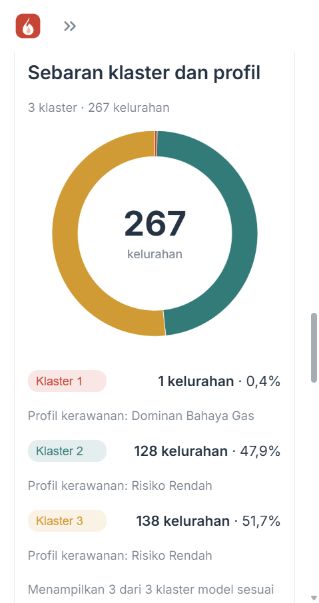 Sebaran klaster dan profil
3 klaster · 267 kelurahan
267
kelurahan
Klaster 1
1 kelurahan · 0,4%
Profil kerawanan: Dominan Bahaya Gas
Klaster 2
128 kelurahan · 47,9%
Profil kerawanan: Risiko Rendah
Klaster 3
138 kelurahan · 51,7%
Profil kerawanan: Risiko Rendah
Menampilkan 3 dari 3 klaster model sesuai